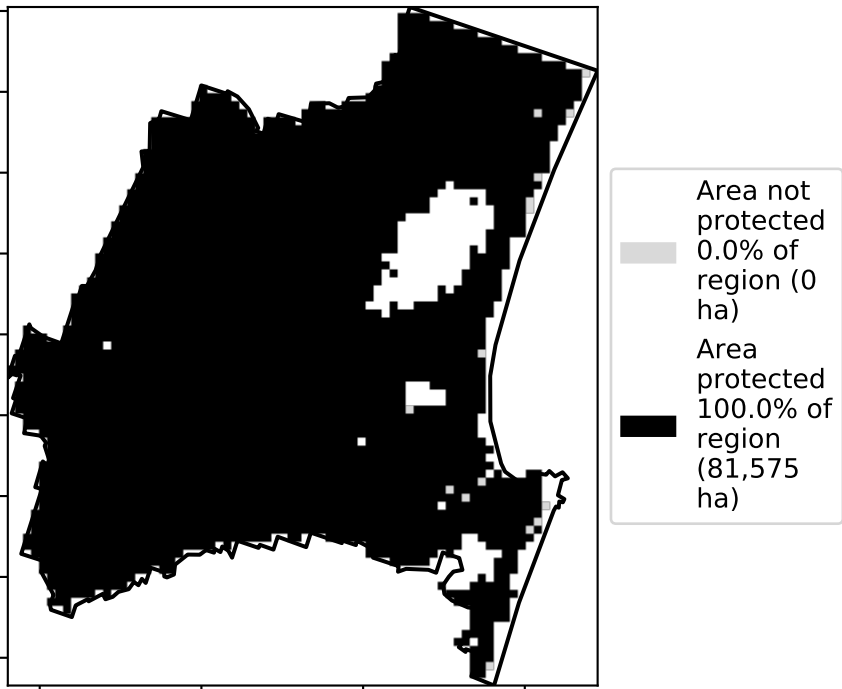 Area not
protected
0.0% of
region (0
ha)
Area
protected
100.0% of
region
(81,575
ha)